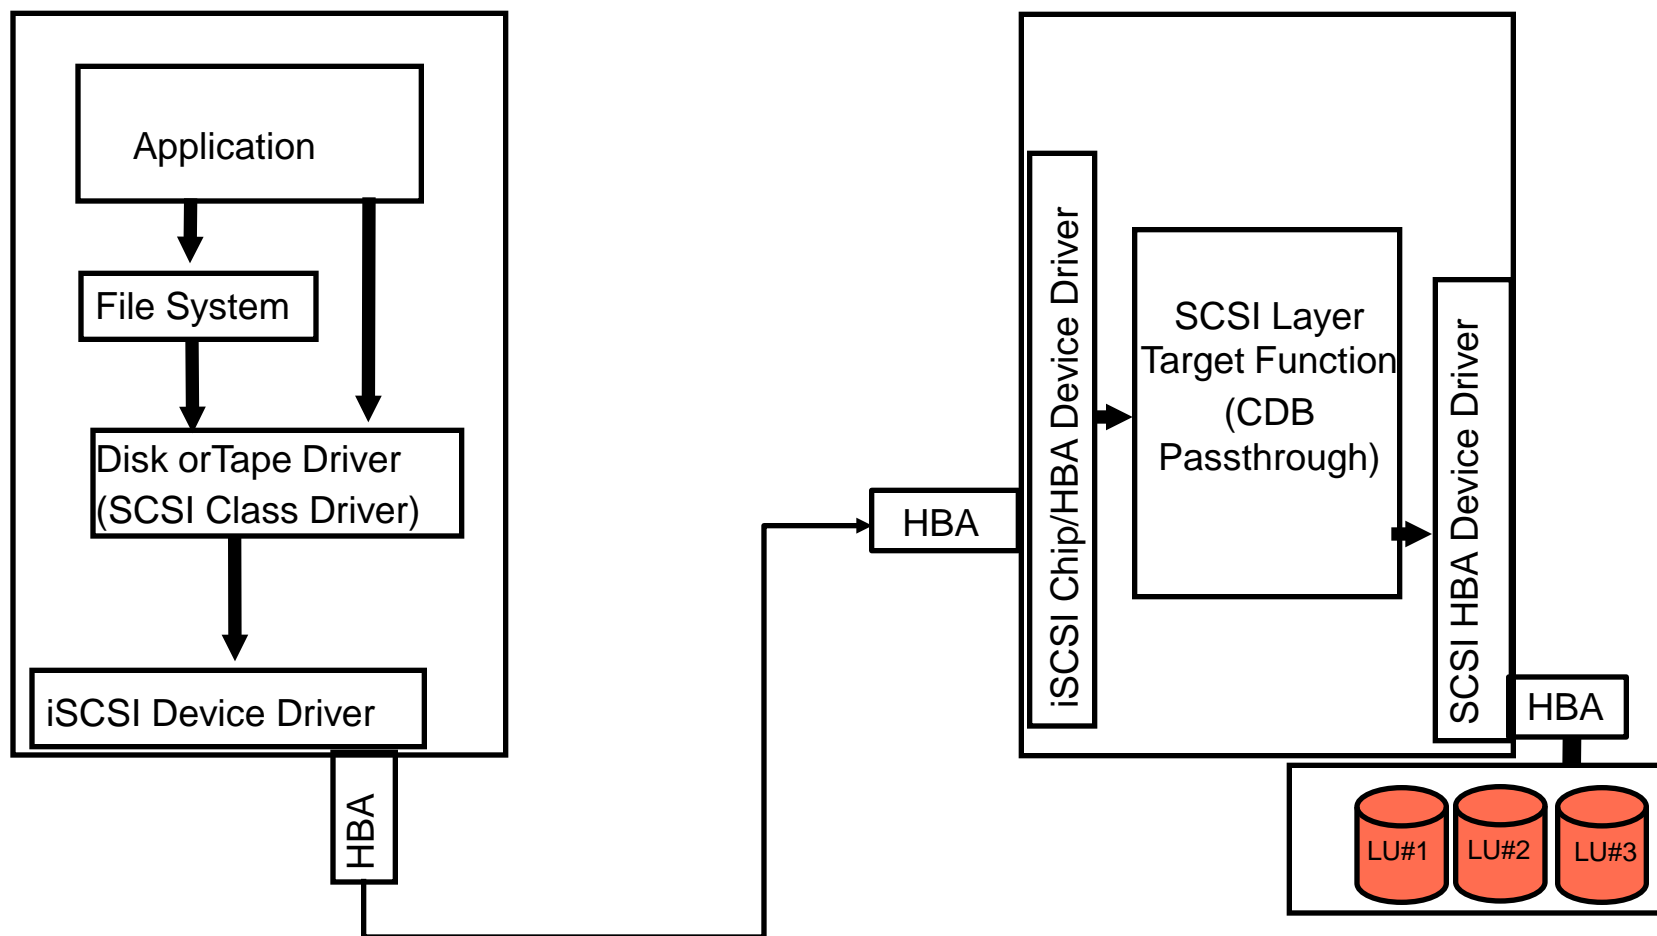 Application
File System
Disk orTape Driver
(SCSI Class Driver)
iSCSI Device Driver
HBA
HBA
iSCSI Chip/HBA Device Driver
SCSI Layer
Target Function
(CDB
Passthrough)
SCSI HBA Device Driver
HBA
LU#1
LU#2
LU#3